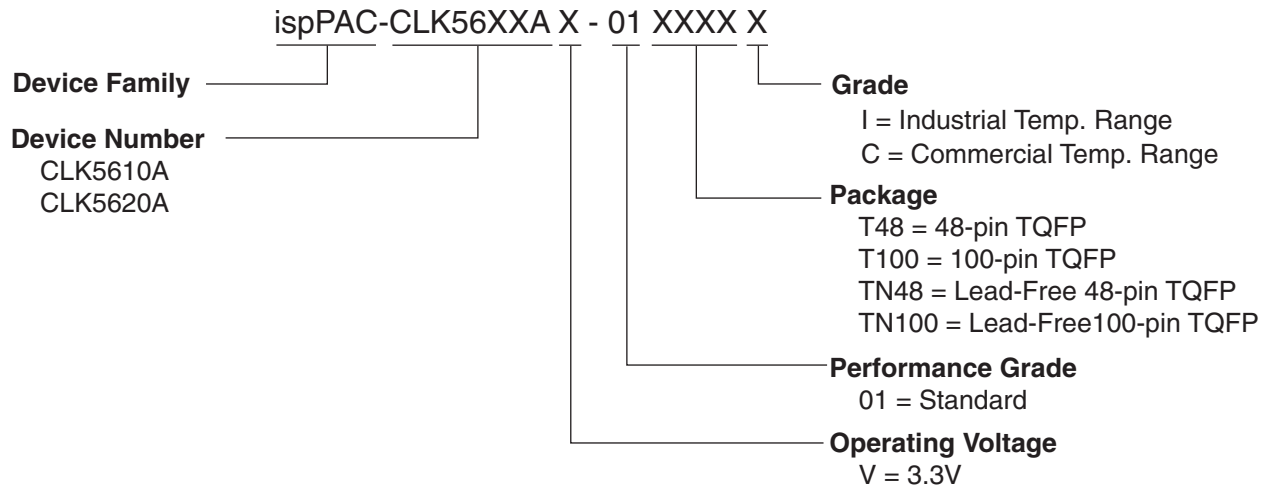 ispPAC-CLK56XXA X - 01 XXXX X
Device Family
Device Number
CLK5610A
CLK5620A
Grade
I = Industrial Temp. Range
C = Commercial Temp. Range
Package
T48 = 48-pin TQFP
T100 = 100-pin TQFP
TN48 = Lead-Free 48-pin TQFP
TN100 = Lead-Free100-pin TQFP
Performance Grade
01 = Standard
Operating Voltage
V = 3.3V